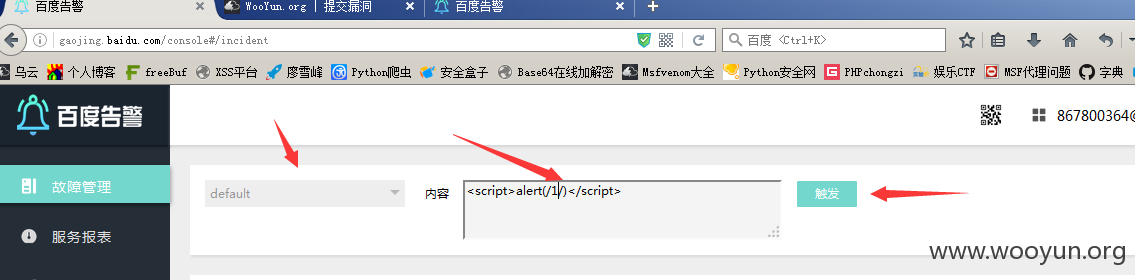 百度告警
WooYun.org | 提交漏洞
百度告警
gaojing.baidu.com/console#/incident
百度 <Ctrl+K>
乌云 个人博客 freeBuf XSS平台 廖雪峰 Python爬虫 安全盒子 Base64在线加解密 Msfvenom大全 Python安全网 PHPchongzi 娱乐CTF MSF代理问题 字典
百度告警
867800364@
故障管理
default
内容
<script>alert(/1/)</script>
触发
服务报表
www.wooyun.org